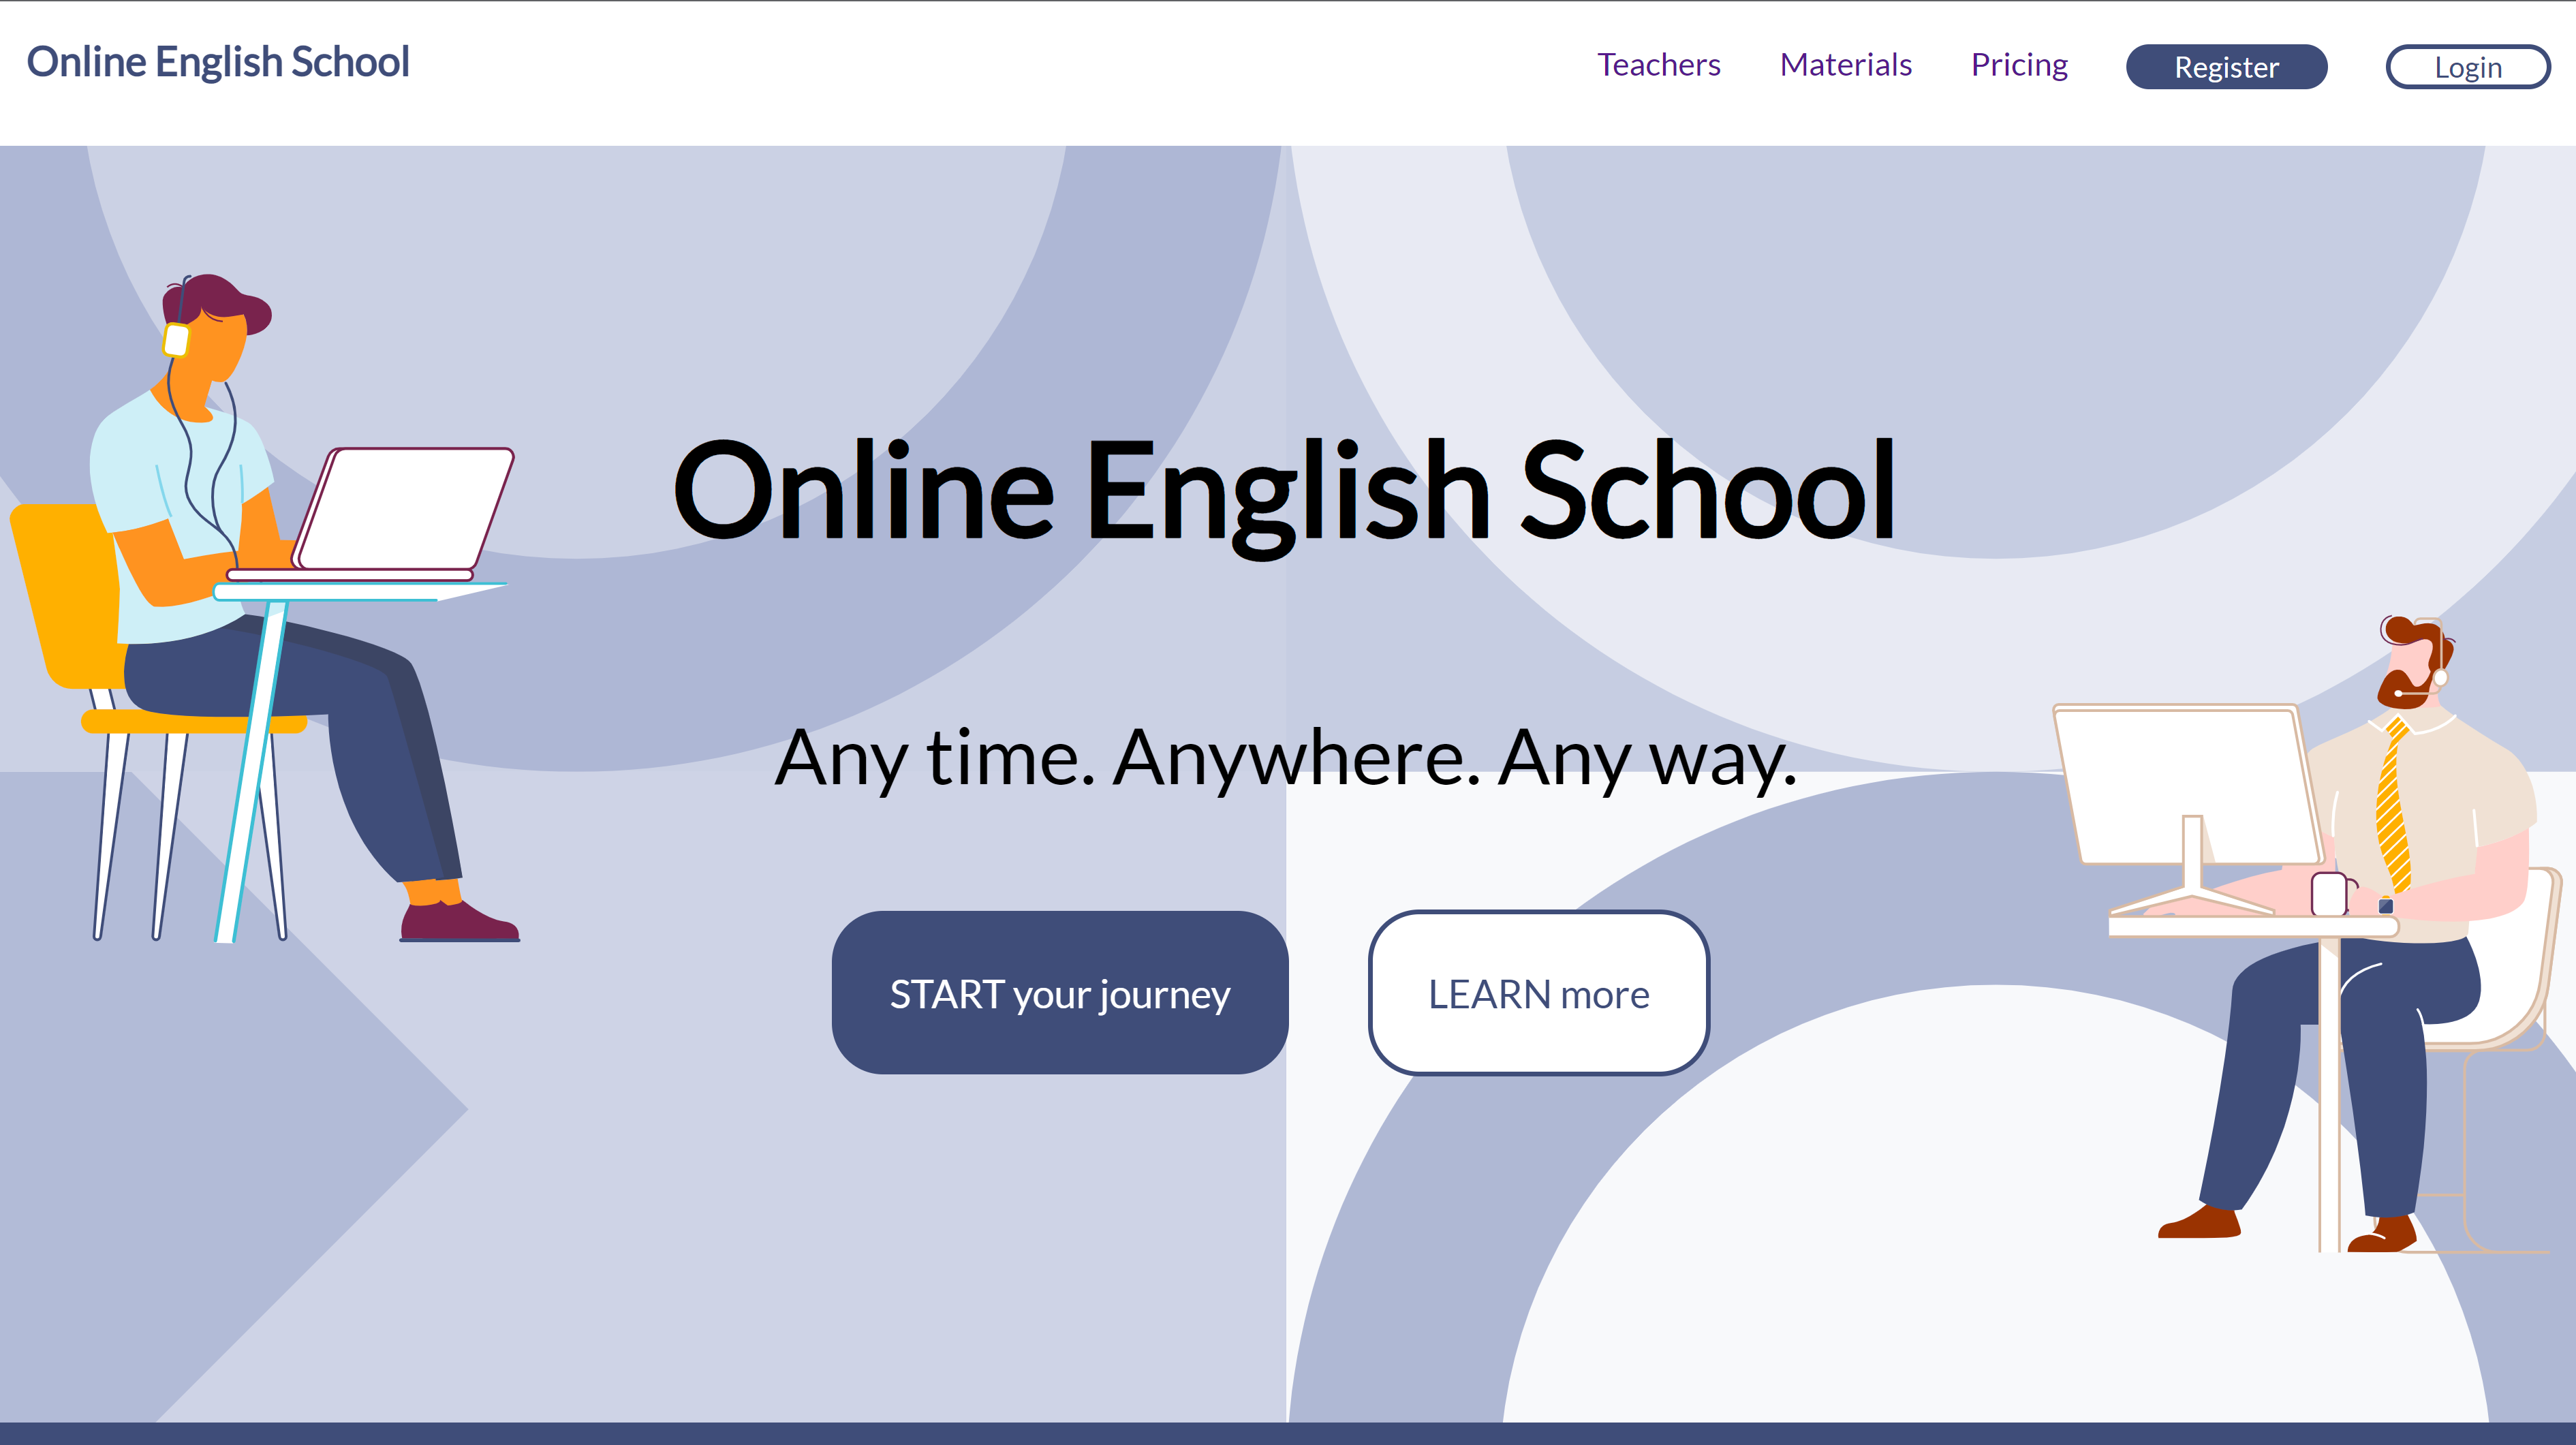 Online English School
Teachers Materials Pricing Register Login
Online English School
Any time. Anywhere. Any way.
START your journey LEARN more